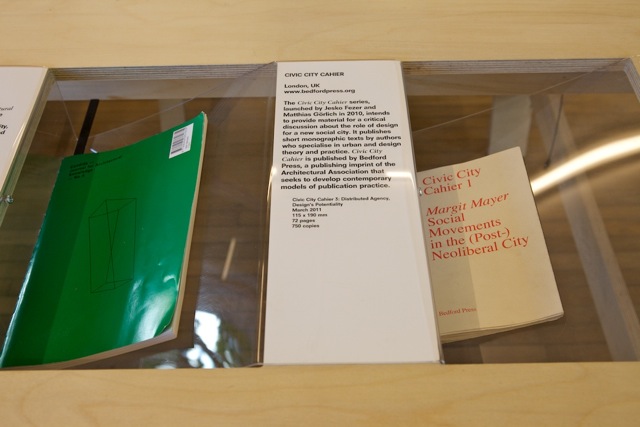 CIVIC CITY CAHIER
London, UK
www.bedfordpress.org
The Civic City Cahier series,
launched by Jesko Fezer and
Matthias Görlich in 2010, intends
to provide material for a critical
discussion about the role of design
for a new social city. It publishes
short monographic texts by authors
who specialise in urban and design
theory and practice. Civic City
Cahier is published by Bedford
Press, a publishing imprint of the
Architectural Association that
seeks to develop contemporary
models of publication practice.
Civic City Cahier 3: Distributed Agency,
Design's Potentiality
March 2011
115 x 190 mm
72 pages
750 copies
Civic City
Cahier 1
Margit Mayer
Social
Movements
in the (Post-)
Neoliberal City
Bedford Press